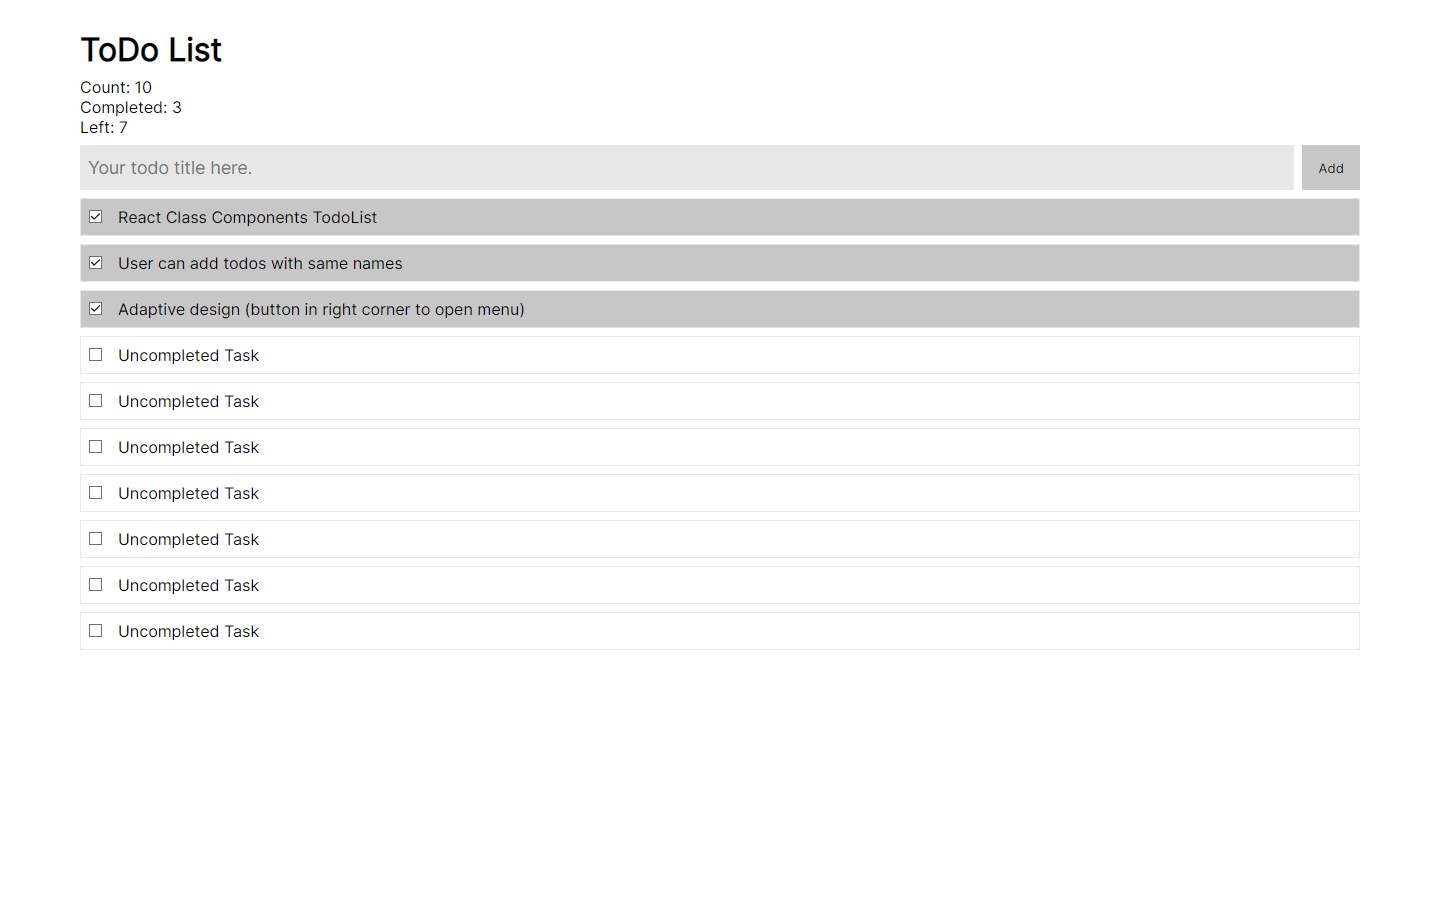 ToDo List
Count: 10
Completed: 3
Left: 7
Your todo title here.
Add
React Class Components TodoList
User can add todos with same names
Adaptive design (button in right corner to open menu)
Uncompleted Task
Uncompleted Task
Uncompleted Task
Uncompleted Task
Uncompleted Task
Uncompleted Task
Uncompleted Task